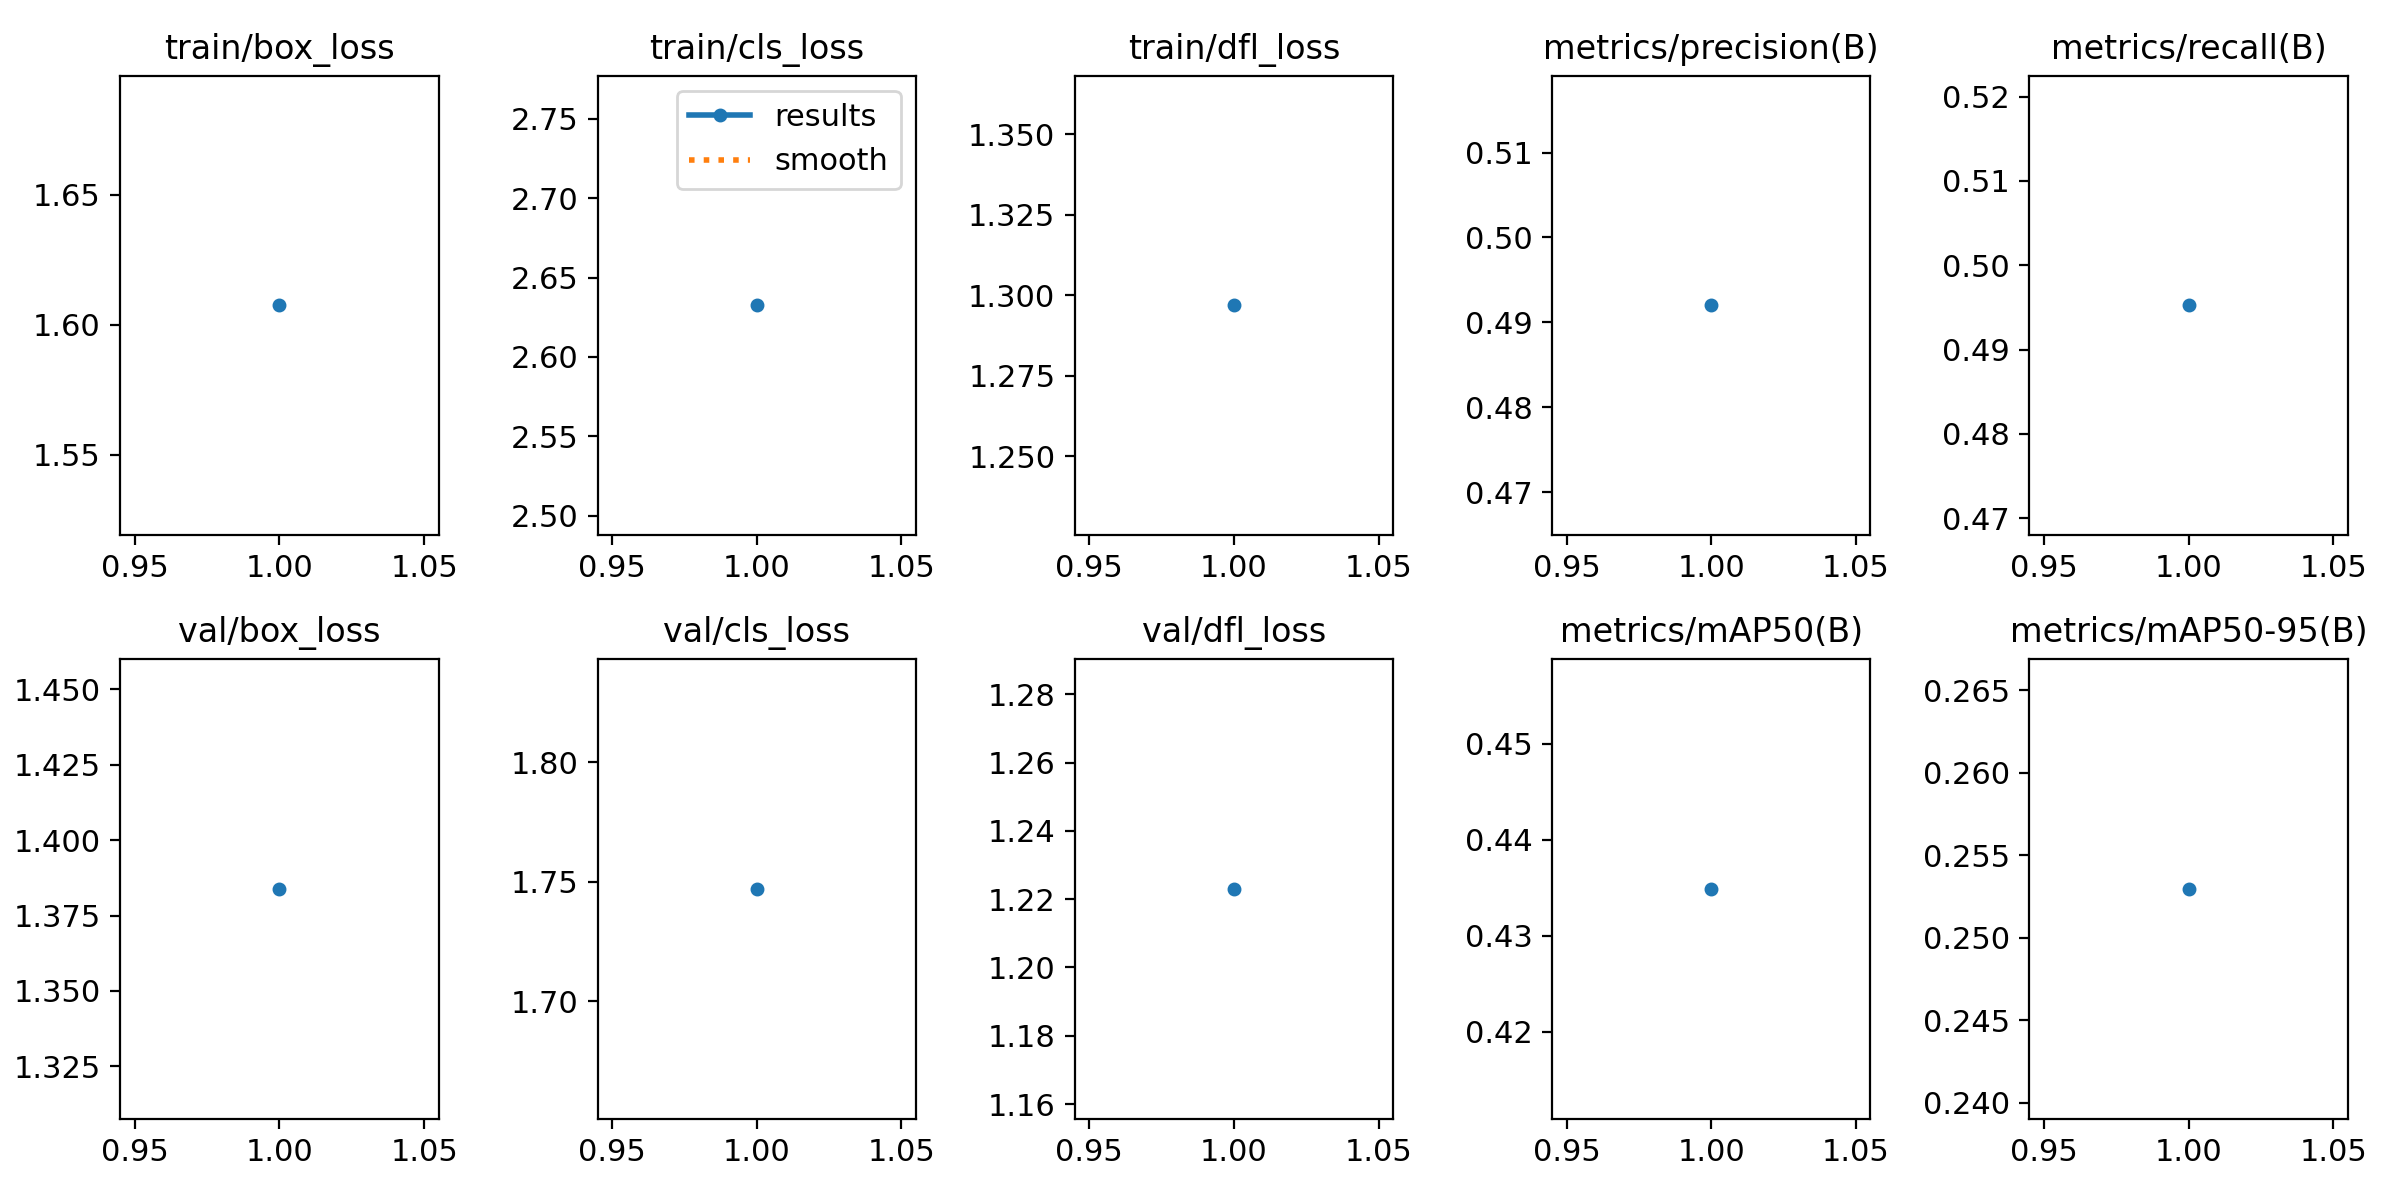 train/box_loss
1.65
1.60
1.55
0.95 1.00 1.05
train/cls_loss
results
smooth
2.75
2.70
2.65
2.60
2.55
2.50
0.95 1.00 1.05
train/dfl_loss
1.350
1.325
1.300
1.275
1.250
0.95 1.00 1.05
metrics/precision(B)
0.51
0.50
0.49
0.48
0.47
0.95 1.00 1.05
metrics/recall(B)
0.52
0.51
0.50
0.49
0.48
0.47
0.95 1.00 1.05
val/box_loss
1.450
1.425
1.400
1.375
1.350
1.325
0.95 1.00 1.05
val/cls_loss
1.80
1.75
1.70
0.95 1.00 1.05
val/dfl_loss
1.28
1.26
1.24
1.22
1.20
1.18
1.16
0.95 1.00 1.05
metrics/mAP50(B)
0.45
0.44
0.43
0.42
0.95 1.00 1.05
metrics/mAP50-95(B)
0.265
0.260
0.255
0.250
0.245
0.240
0.95 1.00 1.05